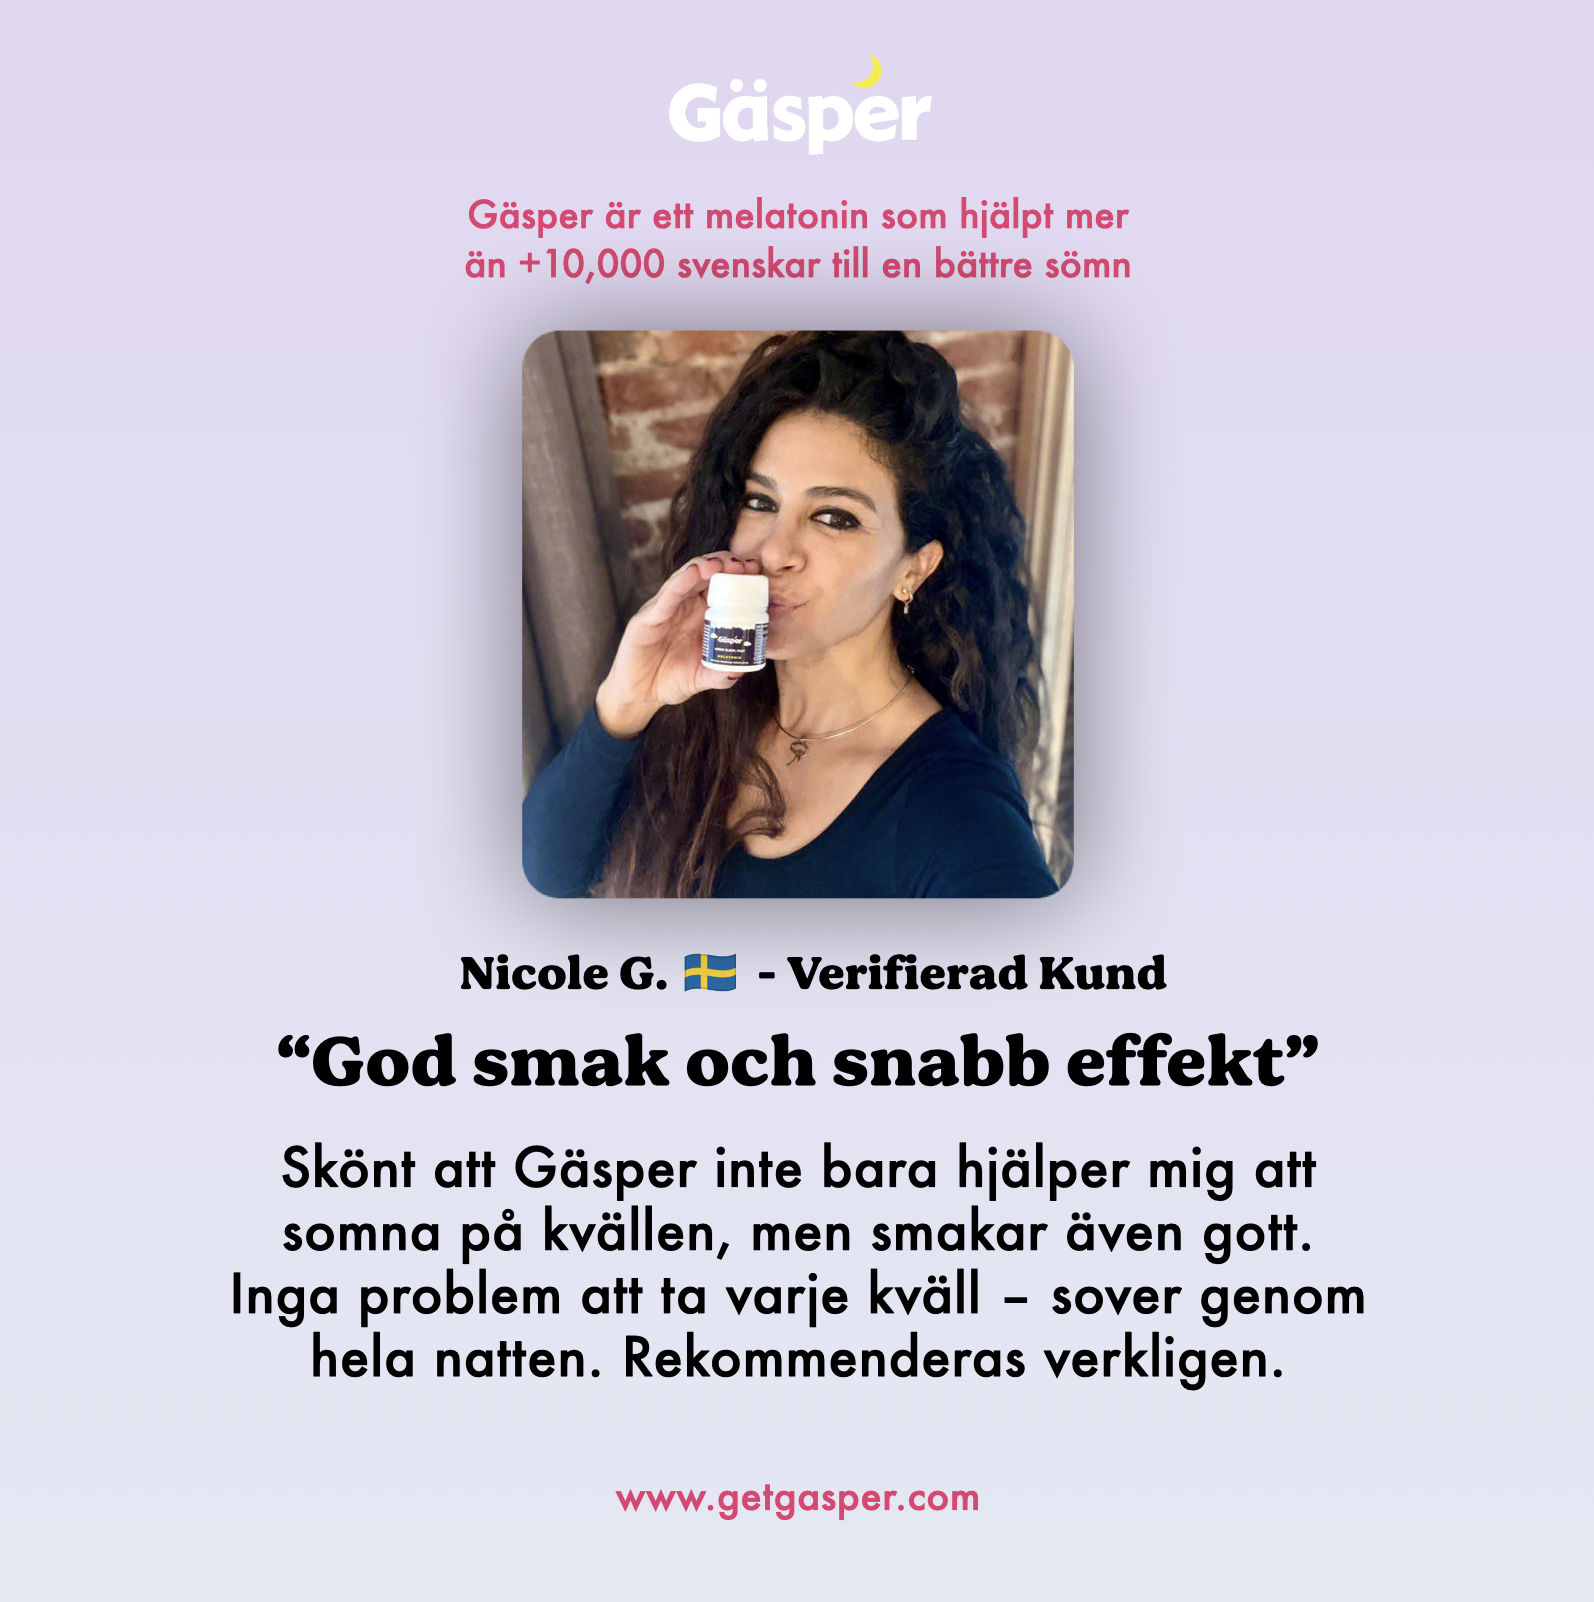 Gäsper
Gäsper är ett melatonin som hjälpt mer
än +10,000 svenskar till en bättre sömn
Gäsper
MELATONIN
Nicole G. 🇸🇪 - Verifierad Kund
“God smak och snabb effekt”
Skönt att Gäsper inte bara hjälper mig att
somna på kvällen, men smakar även gott.
Inga problem att ta varje kväll – sover genom
hela natten. Rekommenderas verkligen.
www.getgasper.com